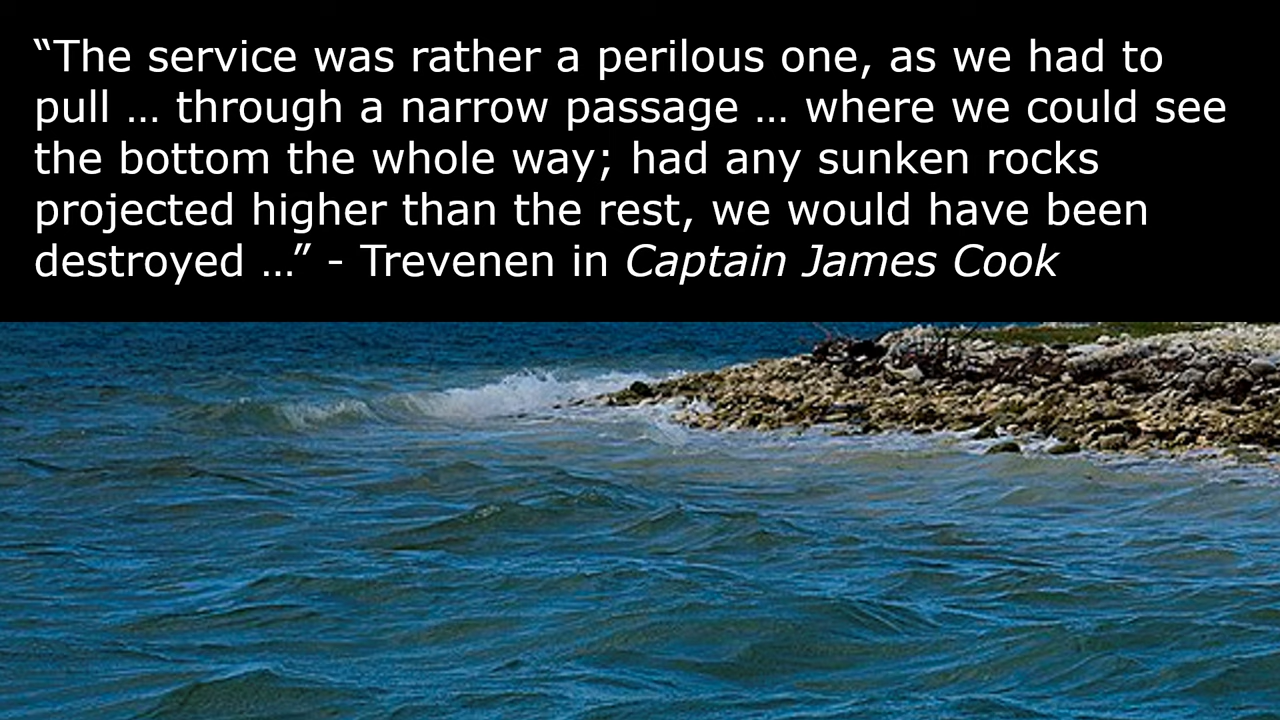 “The service was rather a perilous one, as we had to
pull … through a narrow passage … where we could see
the bottom the whole way; had any sunken rocks
projected higher than the rest, we would have been
destroyed …” - Trevenen in Captain James Cook